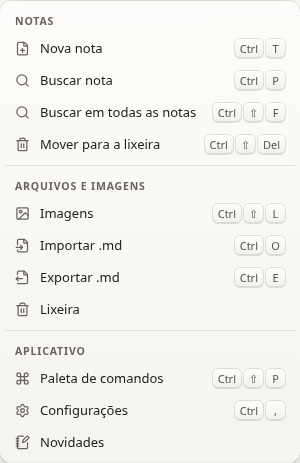 NOTAS
Nova nota Ctrl T
Buscar nota Ctrl P
Buscar em todas as notas Ctrl ⇧ F
Mover para a lixeira Ctrl ⇧ Del
ARQUIVOS E IMAGENS
Imagens Ctrl ⇧ L
Importar .md Ctrl O
Exportar .md Ctrl E
Lixeira
APLICATIVO
Paleta de comandos Ctrl ⇧ P
Configurações Ctrl ,
Novidades